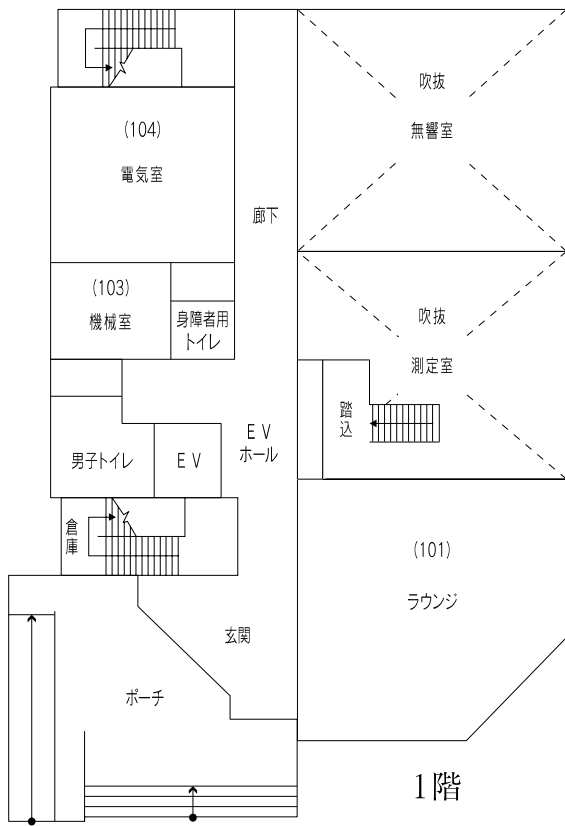 吹抜
無響室
(104)
電気室
廊下
(103)
機械室
身障者用
トイレ
吹抜
測定室
踏込
EV
ホール
男子トイレ
EV
倉庫
(101)
ラウンジ
玄関
ポーチ
1階